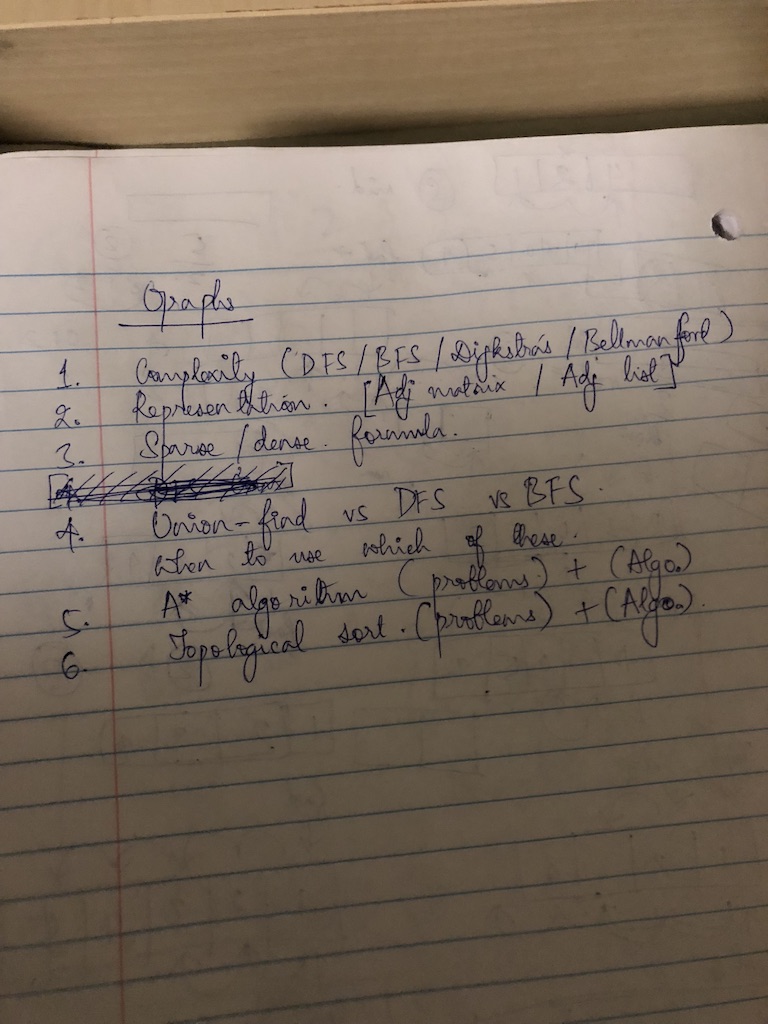 Graphs
1. Complexity (DFS / BFS / Digkstra's / Bellman ford)
2. Representation. [Adj matrix / Adj list]
3. Sparse / dense. formula.
4. Union-find vs DFS vs BFS.
when to use which of these.
5. A* algorithm (problems) + (Algo.)
6. Topological sort. (problems) + (Algo.).